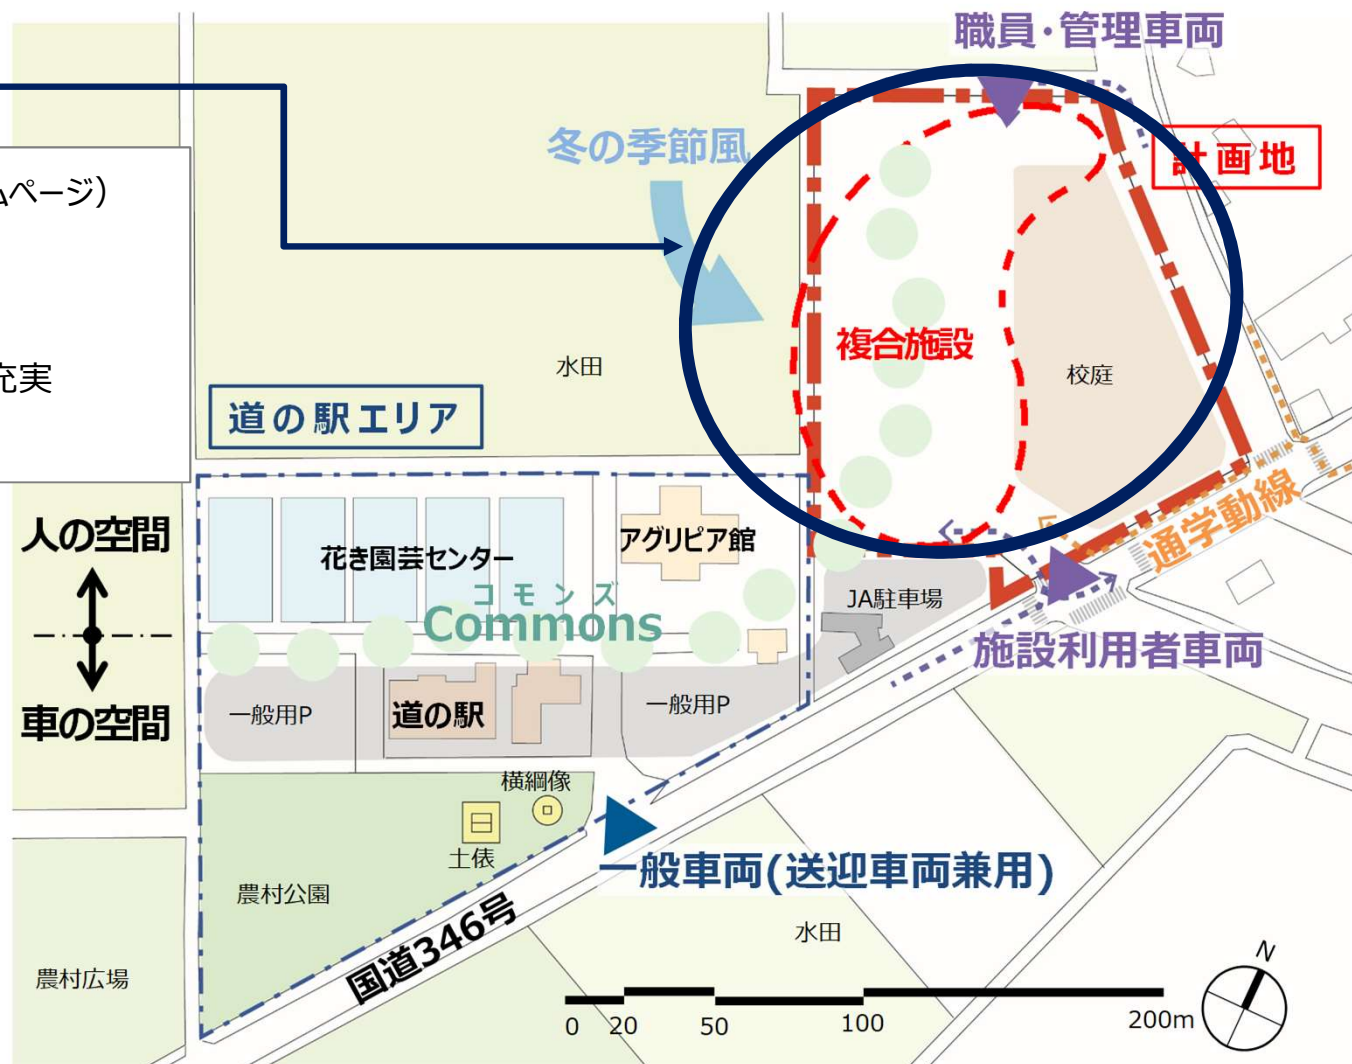 職員・管理車両
冬の季節風
計画地
ムページ）
充実
複合施設
水田
校庭
道の駅エリア
通学動線
人の空間
花き園芸センター
アグリピア館
コモンズ
Commons
JA駐車場
施設利用者車両
車の空間
一般用P
道の駅
一般用P
横綱像
土俵
一般車両(送迎車両兼用)
農村公園
国道346号
水田
農村広場
N
0 20 50 100 200m